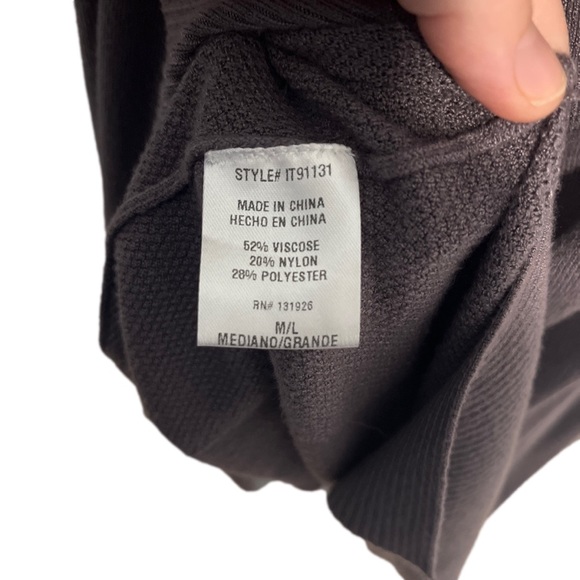 STYLE# IT91131
MADE IN CHINA
HECHO EN CHINA
52% VISCOSE
20% NYLON
28% POLYESTER
RN# 131926
M/L
MEDIANO/GRANDE